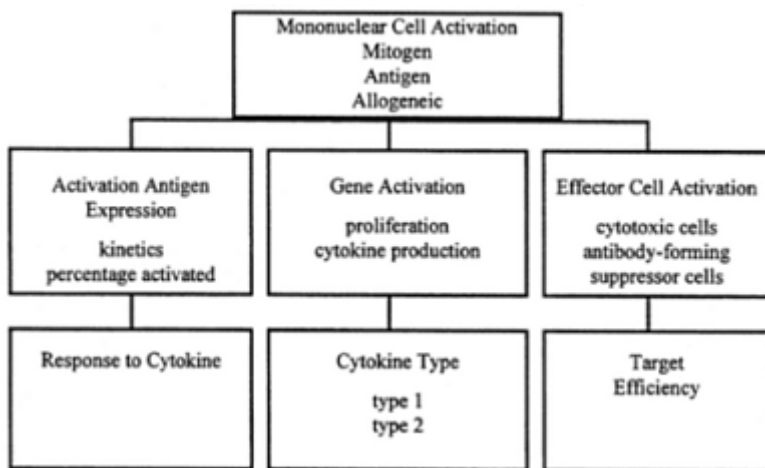 Mononuclear Cell Activation
Mitogen
Antigen
Allogeneic
Activation Antigen
Expression
kinetics
percentage activated
Gene Activation
proliferation
cytokine production
Effector Cell Activation
cytotoxic cells
antibody-forming
suppressor cells
Response to Cytokine
Cytokine Type
type 1
type 2
Target
Efficiency